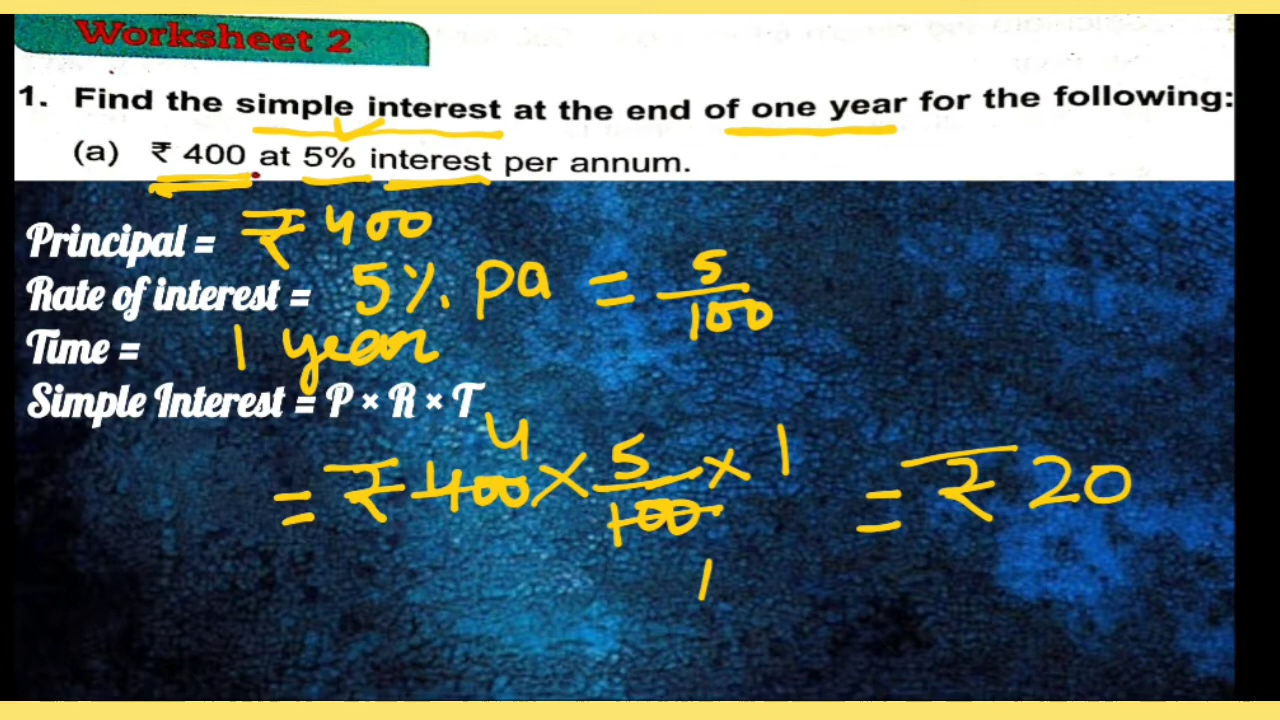 Worksheet 2
1. Find the simple interest at the end of one year for the following:
(a) ₹ 400 at 5% interest per annum.
Principal = ₹ 400
Rate of interest = 5% pa = 5/100
Time = 1 year
Simple Interest = P × R × T
4
= ₹ 400 × 5/100 × 1 = ₹ 20
1